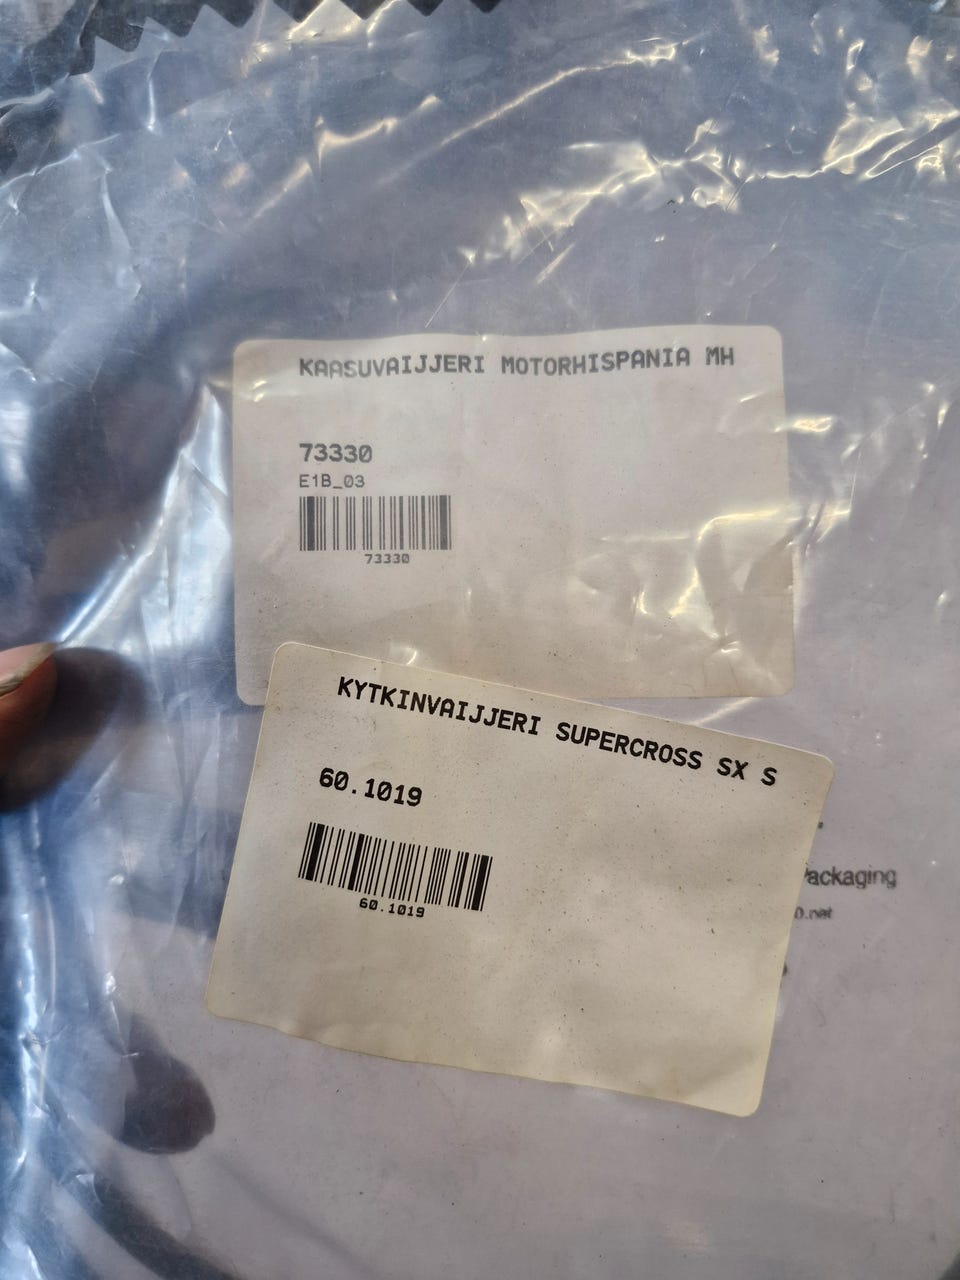 KAASUVAIJJERI MOTORHISPANIA MH
73330
E1B_03
73330
KYTKINVAIJJERI SUPERCROSS SX S
60.1019
60.1019
Packaging